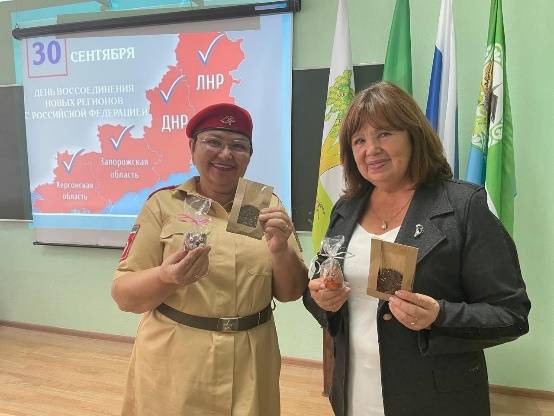 30 СЕНТЯБРЯ
ДЕНЬ ВОССОЕДИНЕНИЯ
НОВЫХ РЕГИОНОВ
С РОССИЙСКОЙ ФЕДЕРАЦИЕЙ
ЛНР
ДНР
Запорожская
область
Херсонская
область